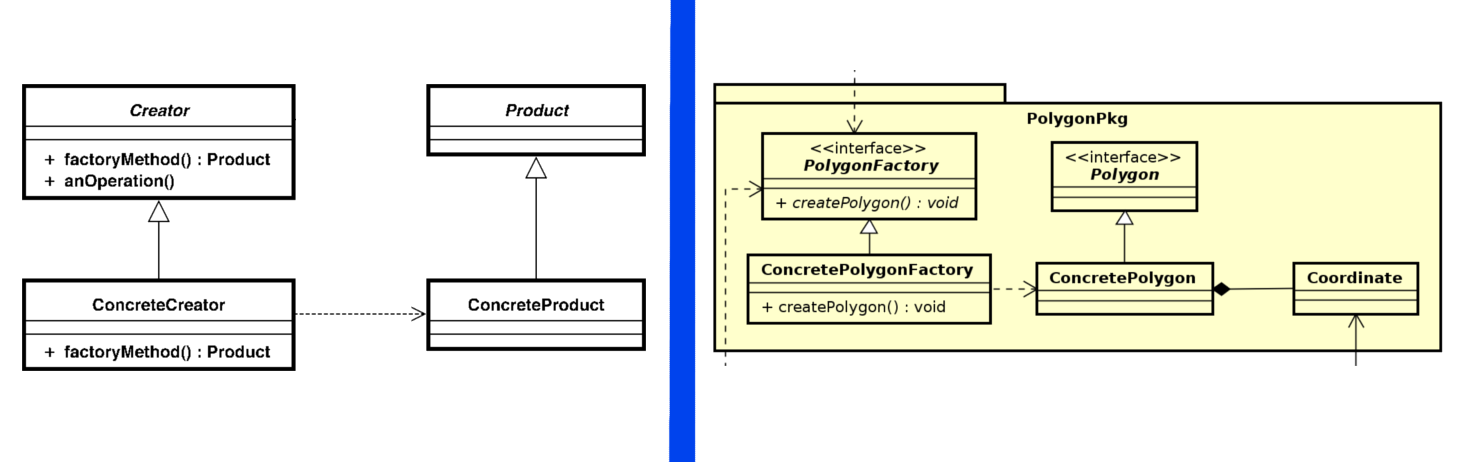 Creator
+ factoryMethod() : Product
+ anOperation()
Product
ConcreteCreator
+ factoryMethod() : Product
ConcreteProduct
PolygonPkg
<<interface>>
PolygonFactory
+ createPolygon() : void
<<interface>>
Polygon
ConcretePolygonFactory
+ createPolygon() : void
ConcretePolygon
Coordinate